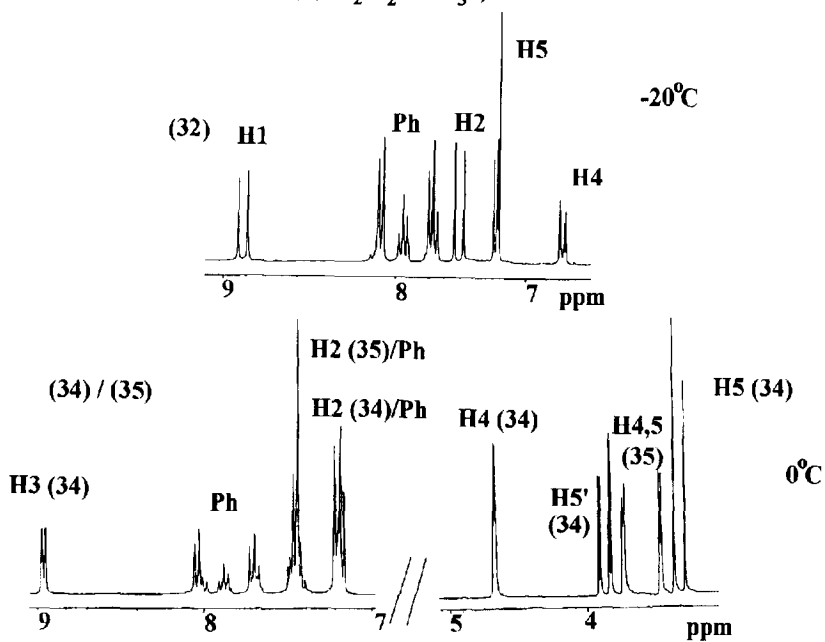 H5
-20°C
(32) H1 Ph H2
H4
9 8 7 ppm
H2 (35)/Ph
(34) / (35) H5 (34)
H2 (34)/Ph
H4 (34) H4,5
(35)
H3 (34) Ph H5' 0°C
(34)
9 8 7 5 4 ppm